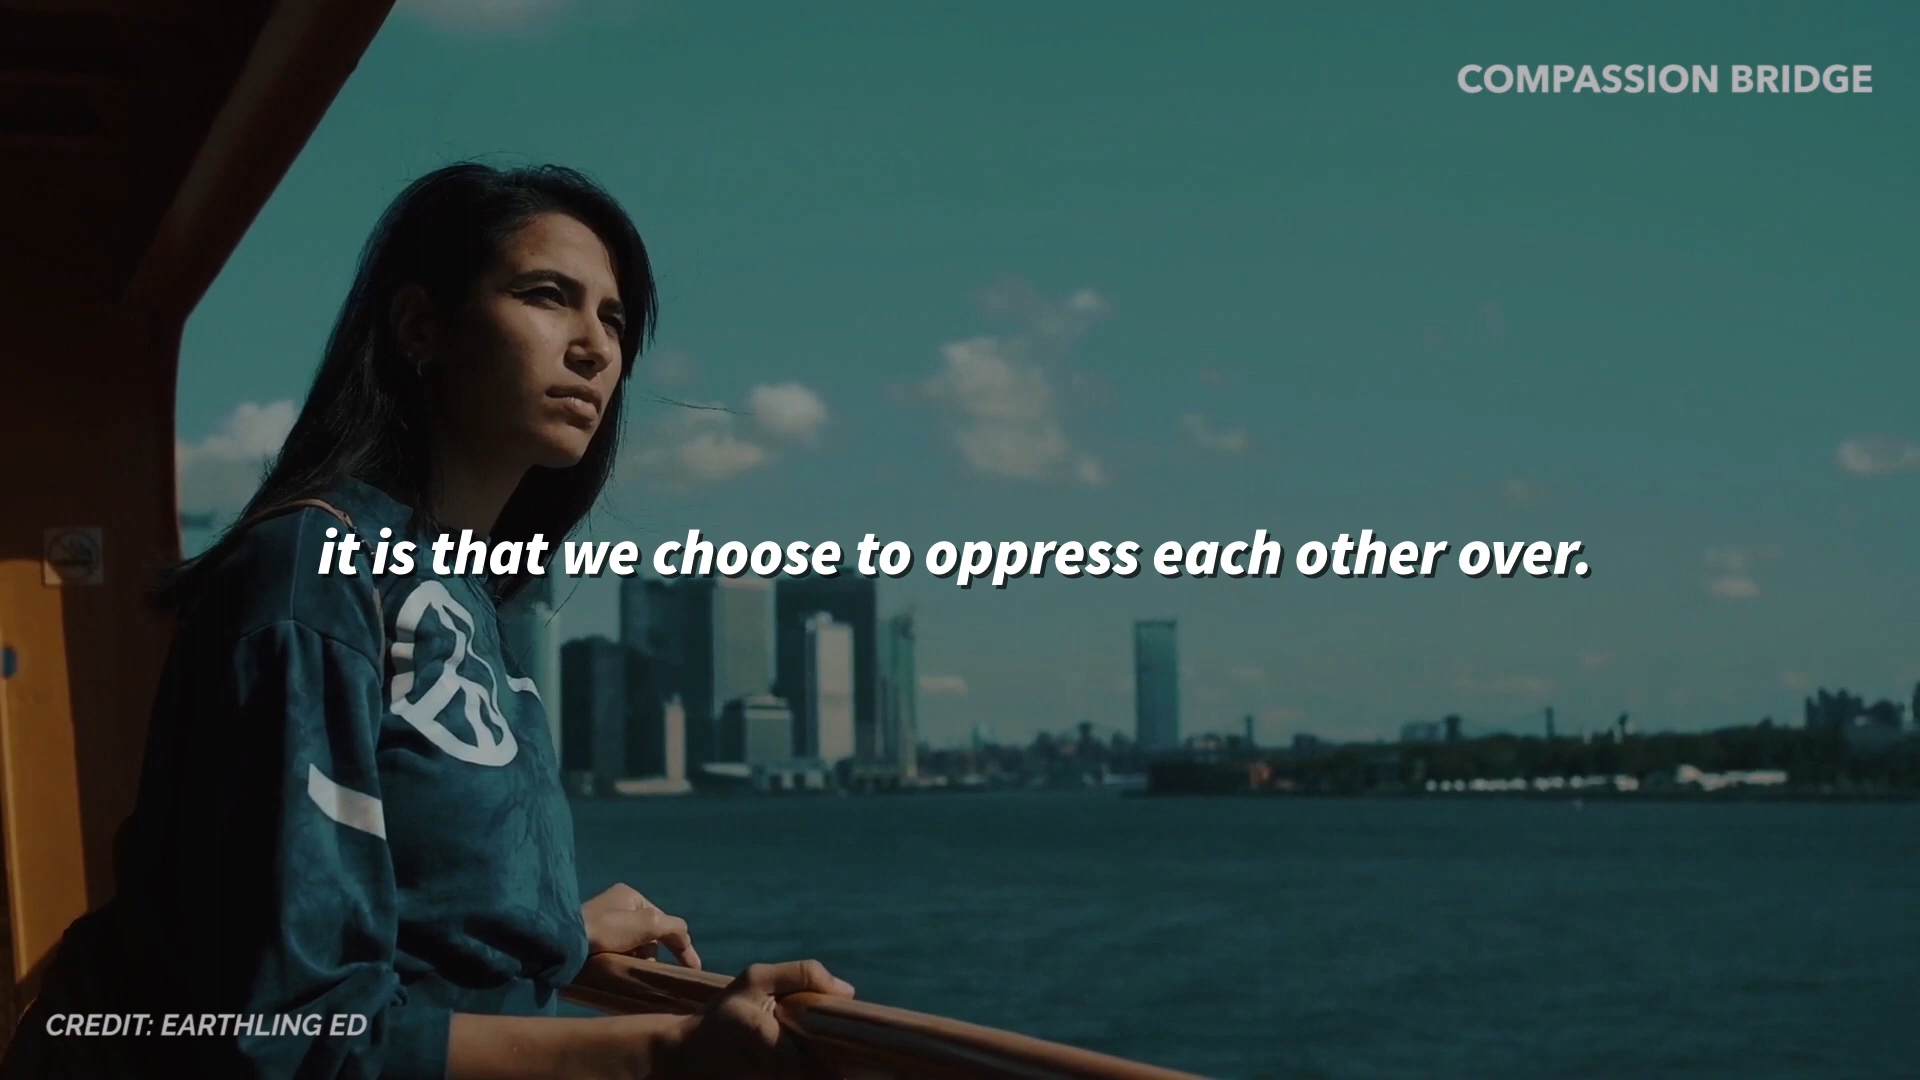 COMPASSION BRIDGE
it is that we choose to oppress each other over.
CREDIT: EARTHLING ED